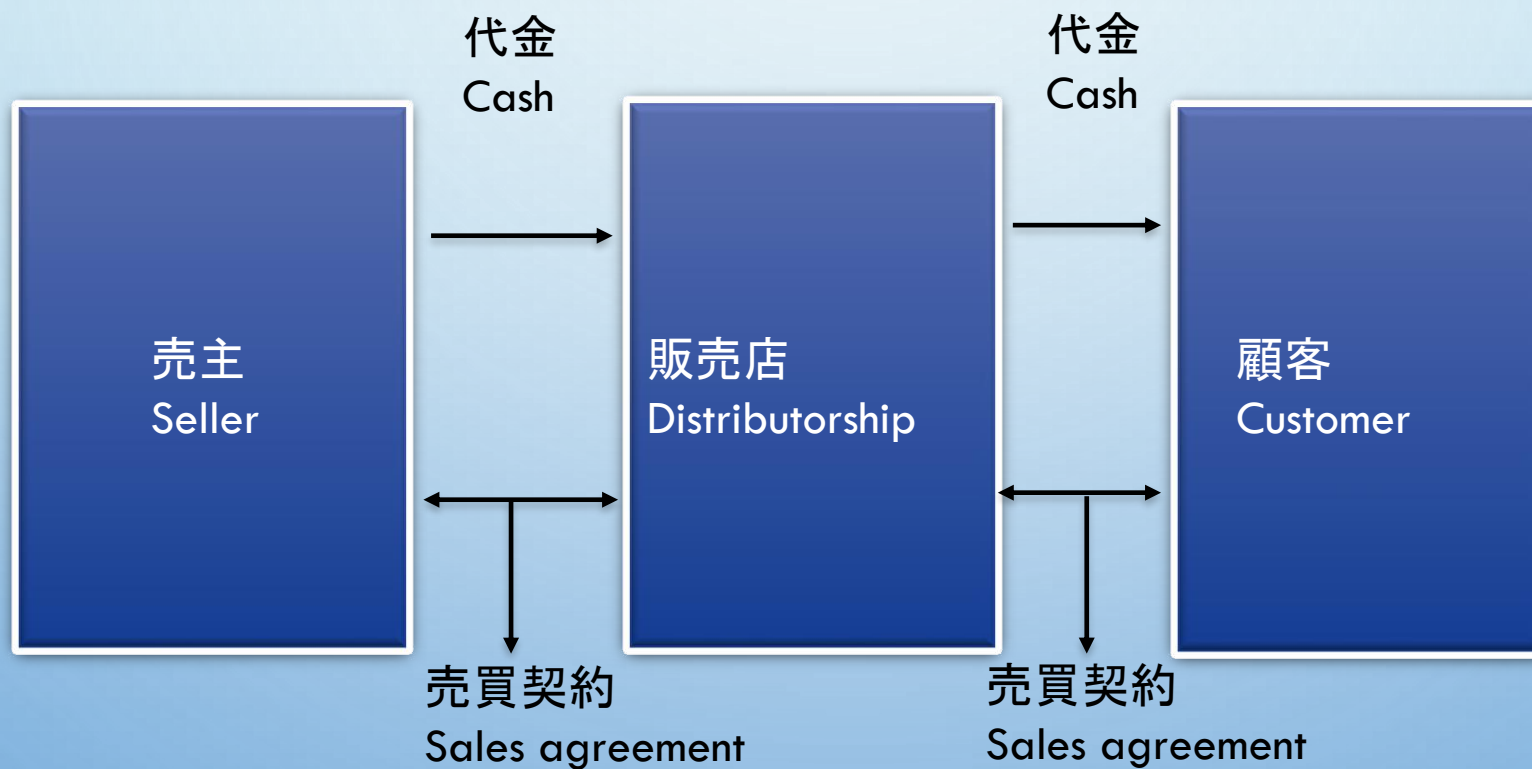 代金
Cash
代金
Cash
売主
Seller
販売店
Distributorship
顧客
Customer
売買契約
Sales agreement
売買契約
Sales agreement